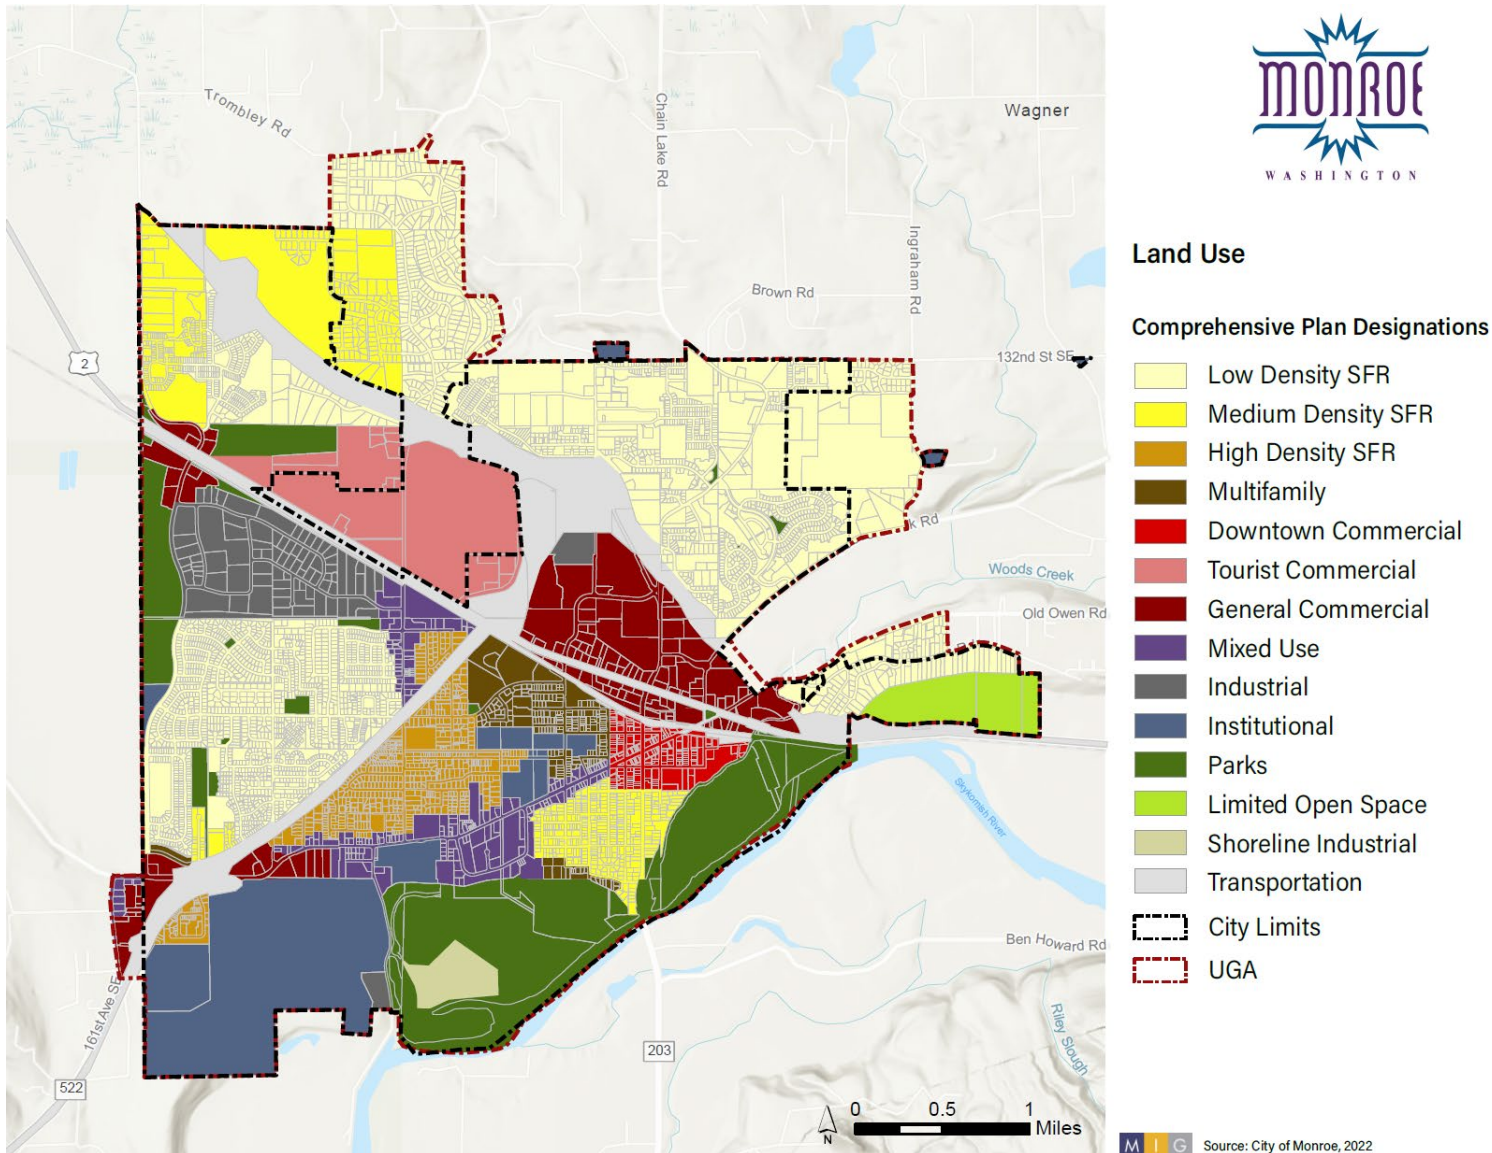 Trombley Rd
Chain Lake Rd
Wagner
Ingraham Rd
Brown Rd
132nd St SE
2
k Rd
Woods Creek
Old Owen Rd
Rd
Skykomish River
Ben Howard Rd
Riley Slough
161st Ave SE
203
522
N
0 0.5 1
Miles
MONROE
WASHINGTON
Land Use
Comprehensive Plan Designations
Low Density SFR
Medium Density SFR
High Density SFR
Multifamily
Downtown Commercial
Tourist Commercial
General Commercial
Mixed Use
Industrial
Institutional
Parks
Limited Open Space
Shoreline Industrial
Transportation
City Limits
UGA
M I G Source: City of Monroe, 2022